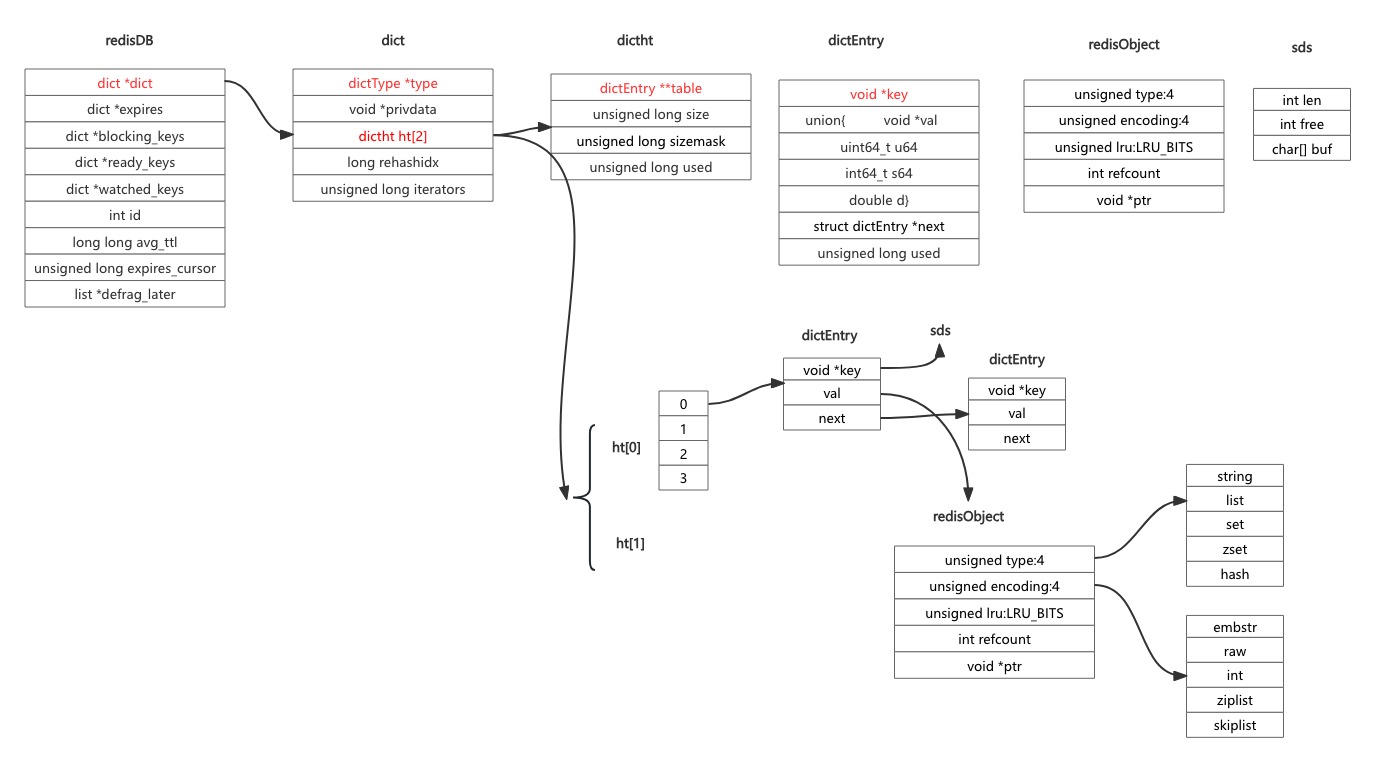 redisDB
dict *dict
dict *expires
dict *blocking_keys
dict *ready_keys
dict *watched_keys
int id
long long avg_ttl
unsigned long expires_cursor
list *defrag_later
dict
dictType *type
void *privdata
dictht ht[2]
long rehashidx
unsigned long iterators
dictht
dictEntry **table
unsigned long size
unsigned long sizemask
unsigned long used
dictEntry
void *key
union{ void *val
uint64_t u64
int64_t s64
double d}
struct dictEntry *next
unsigned long used
redisObject
unsigned type:4
unsigned encoding:4
unsigned lru:LRU_BITS
int refcount
void *ptr
sds
int len
int free
char[] buf
ht[0]
ht[1]
0
1
2
3
dictEntry
void *key
val
next
sds
dictEntry
void *key
val
next
redisObject
unsigned type:4
unsigned encoding:4
unsigned lru:LRU_BITS
int refcount
void *ptr
string
list
set
zset
hash
embstr
raw
int
ziplist
skiplist